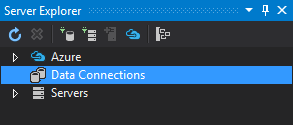 Server Explorer
Azure
Data Connections
Servers